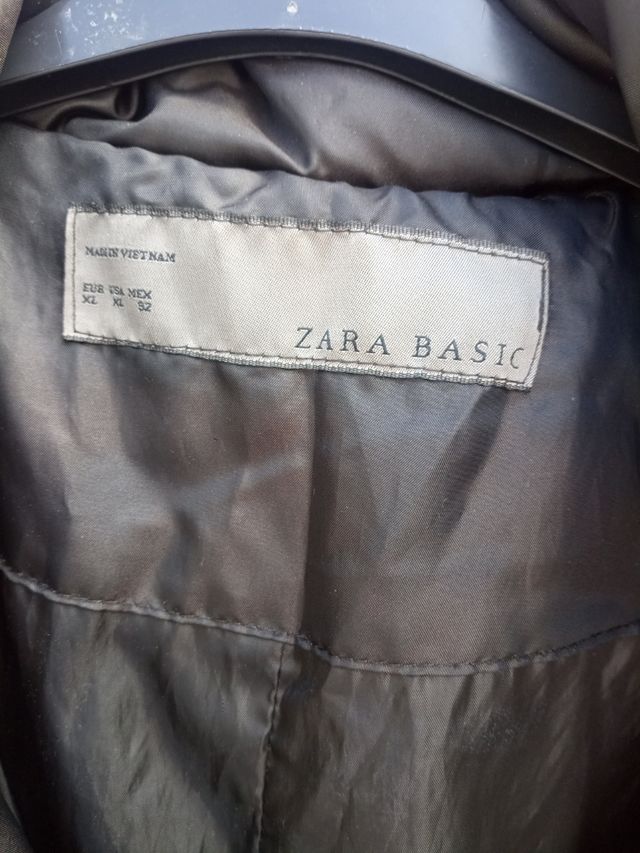 MADE IN VIETNAM
EUR USA MEX
XL XL 32
ZARA BASIC